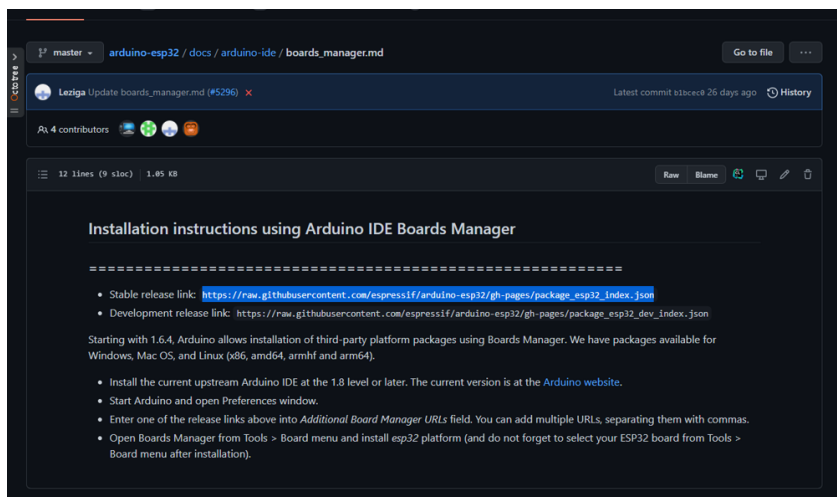 master
arduino-esp32 / docs / arduino-ide / boards_manager.md
Go to file
...
Octotree
Leziga Update boards_manager.md (#5296)
Latest commit b1bcec0 26 days ago
History
4 contributors
12 lines (9 sloc) | 1.05 KB
Raw
Blame
Installation instructions using Arduino IDE Boards Manager
==========================================================
• Stable release link: https://raw.githubusercontent.com/espressif/arduino-esp32/gh-pages/package_esp32_index.json
• Development release link: https://raw.githubusercontent.com/espressif/arduino-esp32/gh-pages/package_esp32_dev_index.json
Starting with 1.6.4, Arduino allows installation of third-party platform packages using Boards Manager. We have packages available for
Windows, Mac OS, and Linux (x86, amd64, armhf and arm64).
• Install the current upstream Arduino IDE at the 1.8 level or later. The current version is at the Arduino website.
• Start Arduino and open Preferences window.
• Enter one of the release links above into Additional Board Manager URLs field. You can add multiple URLs, separating them with commas.
• Open Boards Manager from Tools > Board menu and install esp32 platform (and do not forget to select your ESP32 board from Tools >
Board menu after installation).